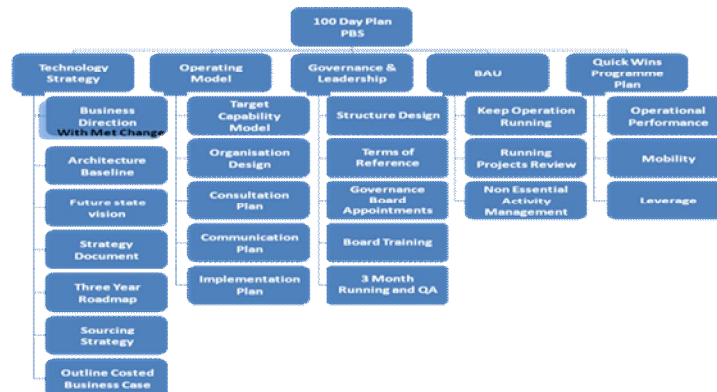 100 Day Plan
PBS
Technology
Strategy
Operating Model
Governance &
Leadership
BAU
Quick Wins
Programme
Plan
Business
Direction
With Met Change
Architecture
Baseline
Future state
vision
Strategy
Document
Three Year
Roadmap
Sourcing
Strategy
Outline Costed
Business Case
Target
Capability
Model
Organisation
Design
Consultation
Plan
Communication
Plan
Implementation
Plan
Structure Design
Terms of
Reference
Governance
Board
Appointments
Board Training
3 Month
Running and QA
Keep Operation
Running
Running
Projects Review
Non Essential
Activity
Management
Operational
Performance
Mobility
Leverage